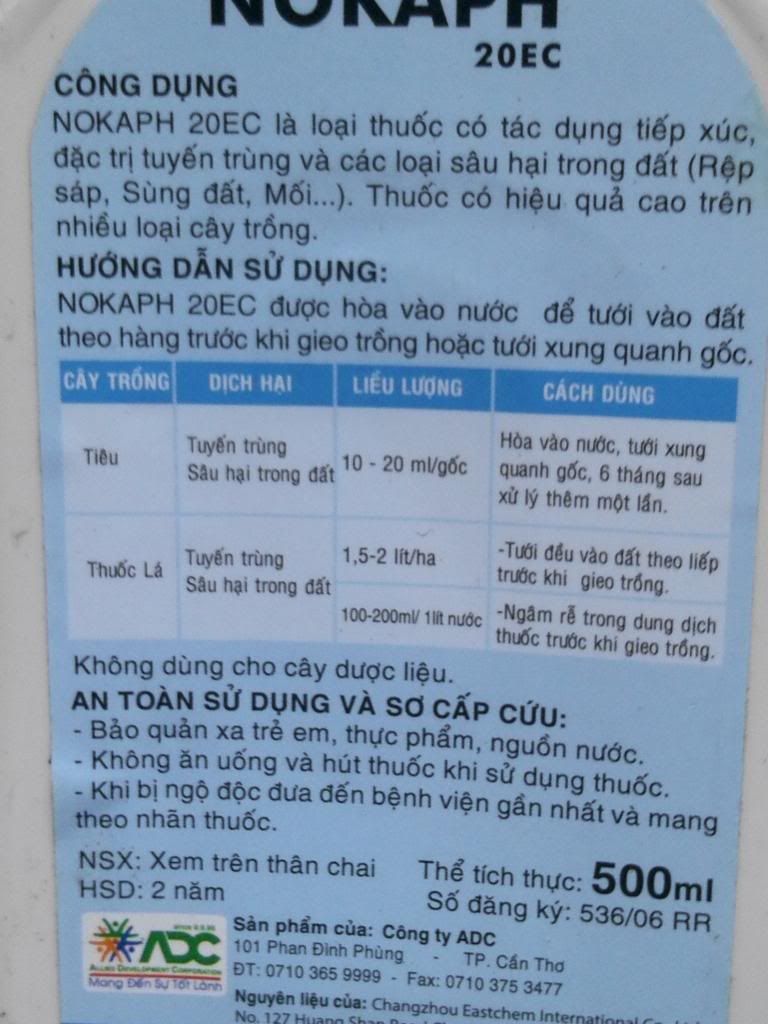 NOKAPH
20EC
CÔNG DỤNG
NOKAPH 20EC là loại thuốc có tác dụng tiếp xúc,
đặc trị tuyến trùng và các loại sâu hại trong đất (Rệp
sáp, Sùng đất, Mối...). Thuốc có hiệu quả cao trên
nhiều loại cây trồng.
HƯỚNG DẪN SỬ DỤNG:
NOKAPH 20EC được hòa vào nước để tưới vào đất
theo hàng trước khi gieo trồng hoặc tưới xung quanh gốc.
CÂY TRỒNG DỊCH HẠI LIỀU LƯỢNG CÁCH DÙNG
Tiêu
Tuyến trùng
Sâu hại trong đất
10 - 20 ml/gốc
Hòa vào nước, tưới xung
quanh gốc, 6 tháng sau
xử lý thêm một lần.
Thuốc Lá
Tuyến trùng
Sâu hại trong đất
1,5-2 lít/ha
-Tưới đều vào đất theo liếp
trước khi gieo trồng.
100-200ml/ 1lít nước
-Ngâm rễ trong dung dịch
thuốc trước khi gieo trồng.
Không dùng cho cây dược liệu.
AN TOÀN SỬ DỤNG VÀ SƠ CẤP CỨU:
- Bảo quản xa trẻ em, thực phẩm, nguồn nước.
- Không ăn uống và hút thuốc khi sử dụng thuốc.
- Khi bị ngộ độc đưa đến bệnh viện gần nhất và mang
theo nhãn thuốc.
NSX: Xem trên thân chai
HSD: 2 năm
Thể tích thực: 500ml
Số đăng ký: 536/06 RR
ADC
ALLIED DEVELOPMENT CORPORATION
Mang Đến Sự Tốt Lành
Sản phẩm của: Công ty ADC
101 Phan Đình Phùng - TP. Cần Thơ
ĐT: 0710 365 9999 - Fax: 0710 375 3477
Nguyên liệu của: Changzhou Eastchem International Co.
No. 127 Huang Shan